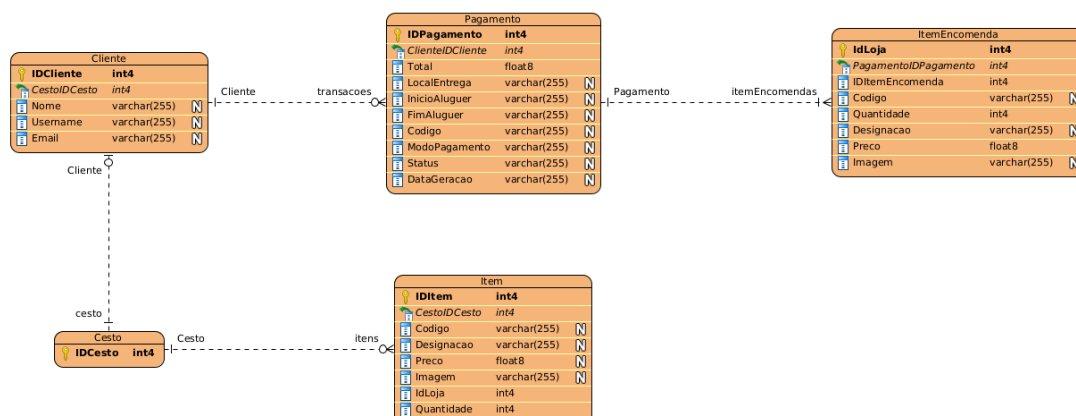 Pagamento
IDPagamento int4
ClienteIDCliente int4
Total float8
LocalEntrega varchar(255) N
InicioAluguer varchar(255) N
FimAluguer varchar(255) N
Codigo varchar(255) N
ModoPagamento varchar(255) N
Status varchar(255) N
DataGeracao varchar(255) N
ItemEncomenda
IdLoja int4
PagamentoIDPagamento int4
IDItemEncomenda int4
Codigo varchar(255) N
Quantidade int4
Designacao varchar(255) N
Preco float8
Imagem varchar(255) N
Cliente
IDCliente int4
CestoIDCesto int4
Nome varchar(255) N
Username varchar(255) N
Email varchar(255) N
Cliente transacoes
Pagamento itemEncomendas
Cliente
cesto
Cesto
IDCesto int4
Cesto itens
Item
IDItem int4
CestoIDCesto int4
Codigo varchar(255) N
Designacao varchar(255) N
Preco float8 N
Imagem varchar(255) N
IdLoja int4
Quantidade int4